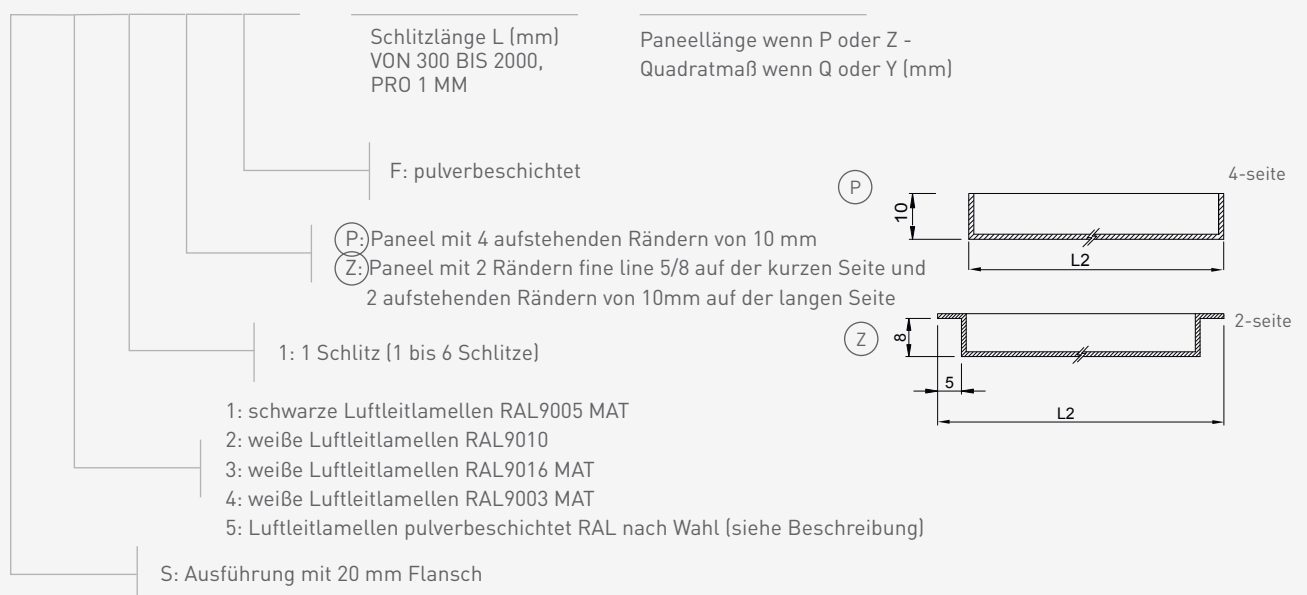 Schlitzlänge L (mm)
VON 300 BIS 2000,
PRO 1 MM
Paneellänge wenn P oder Z -
Quadratmaß wenn Q oder Y (mm)
F: pulverbeschichtet
P: Paneel mit 4 aufstehenden Rändern von 10 mm
Z: Paneel mit 2 Rändern fine line 5/8 auf der kurzen Seite und
2 aufstehenden Rändern von 10mm auf der langen Seite
P
4-seite
10
L2
Z
2-seite
8
5
L2
1: 1 Schlitz (1 bis 6 Schlitze)
1: schwarze Luftleitlamellen RAL9005 MAT
2: weiße Luftleitlamellen RAL9010
3: weiße Luftleitlamellen RAL9016 MAT
4: weiße Luftleitlamellen RAL9003 MAT
5: Luftleitlamellen pulverbeschichtet RAL nach Wahl (siehe Beschreibung)
S: Ausführung mit 20 mm Flansch